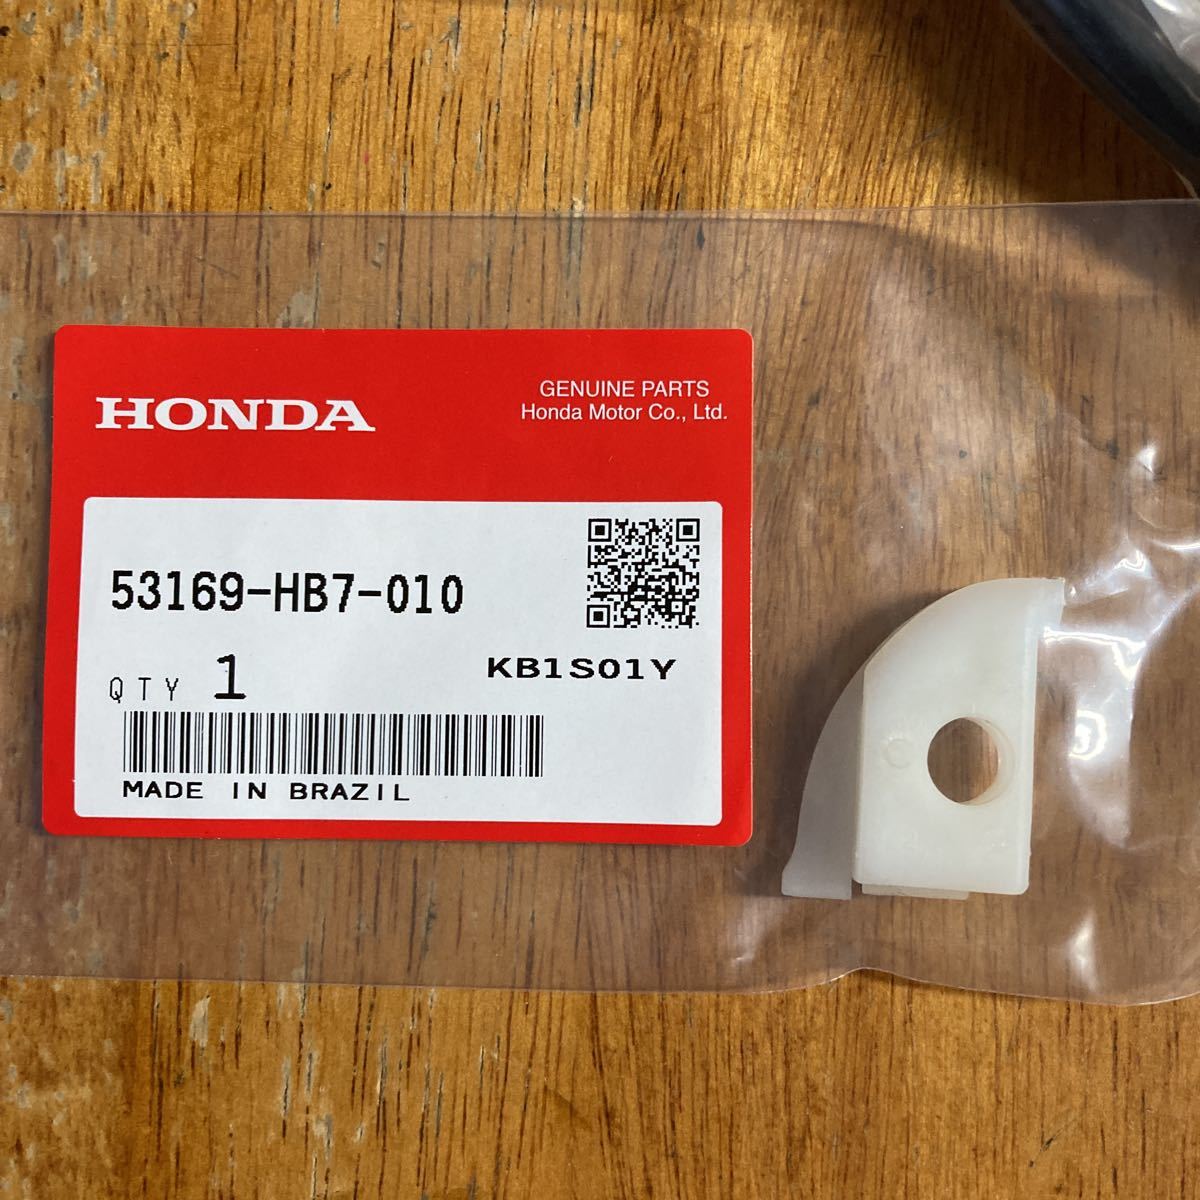 HONDA
GENUINE PARTS
Honda Motor Co., Ltd.
53169-HB7-010
QTY 1
KB1S01Y
MADE IN BRAZIL